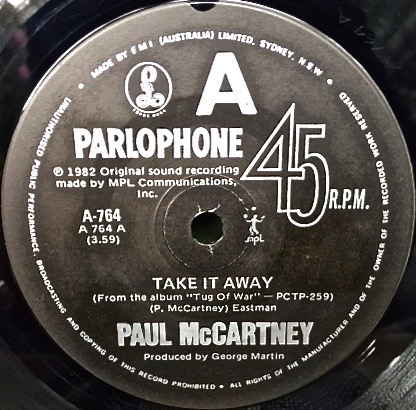 • MADE BY E M I (AUSTRALIA) LIMITED, SYDNEY, N.S.W •
A
PARLOPHONE
45
R.P.M.
℗ 1982 Original sound recording
made by MPL Communications,
Inc.
A-764
A 764 A
(3.59)
mpL
TAKE IT AWAY
(From the album "Tug Of War" — PCTP-259)
(P. McCartney) Eastman
PAUL McCARTNEY
Produced by George Martin
UNAUTHORISED PUBLIC PERFORMANCE, BROADCASTING AND COPYING OF THIS RECORD PROHIBITED • ALL RIGHTS OF THE MANUFACTURER AND OF THE OWNER OF THE RECORDED WORK RESERVED